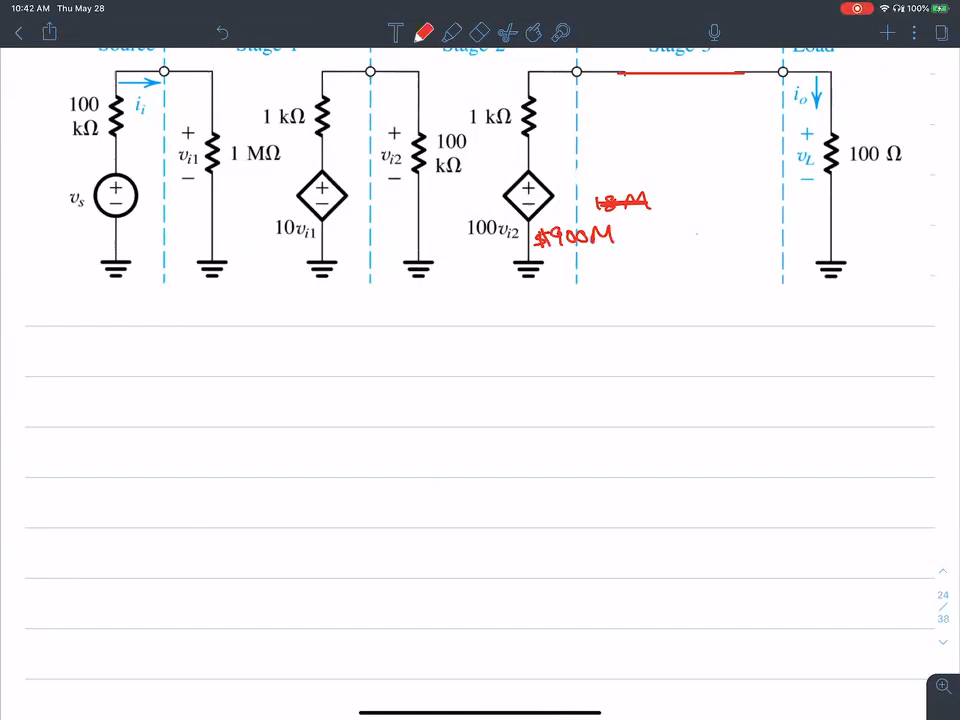 10:42 AM Thu May 28
100%
Source
Stage 1
Stage 2
Stage 3
Load
100
kΩ
i_i
v_s
+
−
+
v_i1
−
1 MΩ
1 kΩ
+
−
10v_i1
+
v_i2
−
100
kΩ
1 kΩ
+
−
100v_i2
$900M
i_o
+
v_L
−
100 Ω
24
/
38